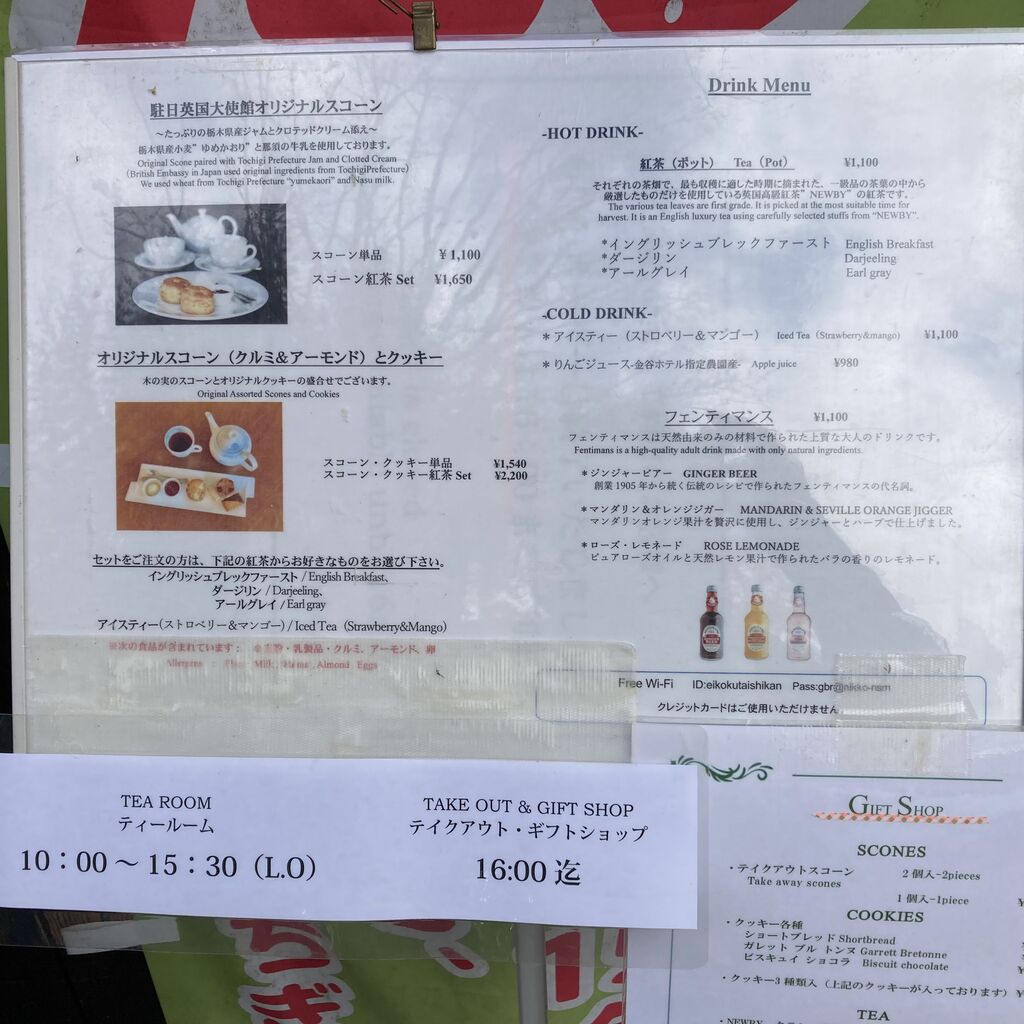 駐日英国大使館オリジナルスコーン
～たっぷりの栃木県産ジャムとクロテッドクリーム添え～
栃木県産小麦”ゆめかおり”と那須の牛乳を使用しております。
Original Scone paired with Tochigi Prefecture Jam and Clotted Cream
(British Embassy in Japan used original ingredients from TochigiPrefecture)
We used wheat from Tochigi Prefecture “yumekaori” and Nasu milk.
スコーン単品 ¥1,100
スコーン紅茶 Set ¥1,650
オリジナルスコーン（クルミ＆アーモンド）とクッキー
木の実のスコーンとオリジナルクッキーの盛合せでございます。
Original Assorted Scones and Cookies
スコーン・クッキー単品 ¥1,540
スコーン・クッキー紅茶 Set ¥2,200
セットをご注文の方は、下記の紅茶からお好きなものをお選び下さい。
イングリッシュブレックファースト / English Breakfast、
ダージリン / Darjeeling、
アールグレイ / Earl gray
アイスティー(ストロベリー＆マンゴー) / Iced Tea（Strawberry&Mango)
※次の食品が含まれています： 小麦粉・乳製品・クルミ、アーモンド、卵
Allergens : Milk, Almond Eggs
Drink Menu
-HOT DRINK-
紅茶（ポット） Tea（Pot） ¥1,100
それぞれの茶畑で、最も収穫に適した時期に摘まれた、一級品の茶葉の中から
厳選したものだけを使用している英国高級紅茶”NEWBY”の紅茶です。
The various tea leaves are first grade. It is picked at the most suitable time for
harvest. It is an English luxury tea using carefully selected stuffs from “NEWBY”.
*イングリッシュブレックファースト English Breakfast
*ダージリン Darjeeling
*アールグレイ Earl gray
-COLD DRINK-
＊アイスティー（ストロベリー＆マンゴー） Iced Tea（Strawberry&mango） ¥1,100
＊りんごジュース-金谷ホテル指定農園産- Apple juice ¥980
フェンティマンス ¥1,100
フェンティマンスは天然由来のみの材料で作られた上質な大人のドリンクです。
Fentimans is a high-quality adult drink made with only natural ingredients.
＊ジンジャービアー GINGER BEER
創業 1905 年から続く伝統のレシピで作られたフェンティマンスの代名詞。
＊マンダリン＆オレンジジガー MANDARIN & SEVILLE ORANGE JIGGER
マンダリンオレンジ果汁を贅沢に使用し、ジンジャーとハーブで仕上げました。
＊ローズ・レモネード ROSE LEMONADE
ピュアローズオイルと天然レモン果汁で作られたバラの香りのレモネード。
Free Wi-Fi ID:eikokutaishikan Pass:gbr@nikko-nsm
クレジットカードはご使用いただけません
TEA ROOM
ティールーム
10：00～15：30（L.O）
TAKE OUT & GIFT SHOP
テイクアウト・ギフトショップ
16:00 迄
GIFT SHOP
SCONES
・テイクアウトスコーン 2 個入–2pieces
Take away scones
1 個入–1piece
COOKIES
・クッキー各種
ショートブレッド Shortbread
ガレット ブル トンヌ Garrett Bretonne
ビスキュイ ショコラ Biscuit chocolate
・クッキー3 種類入（上記のクッキーが入っております）¥
TEA